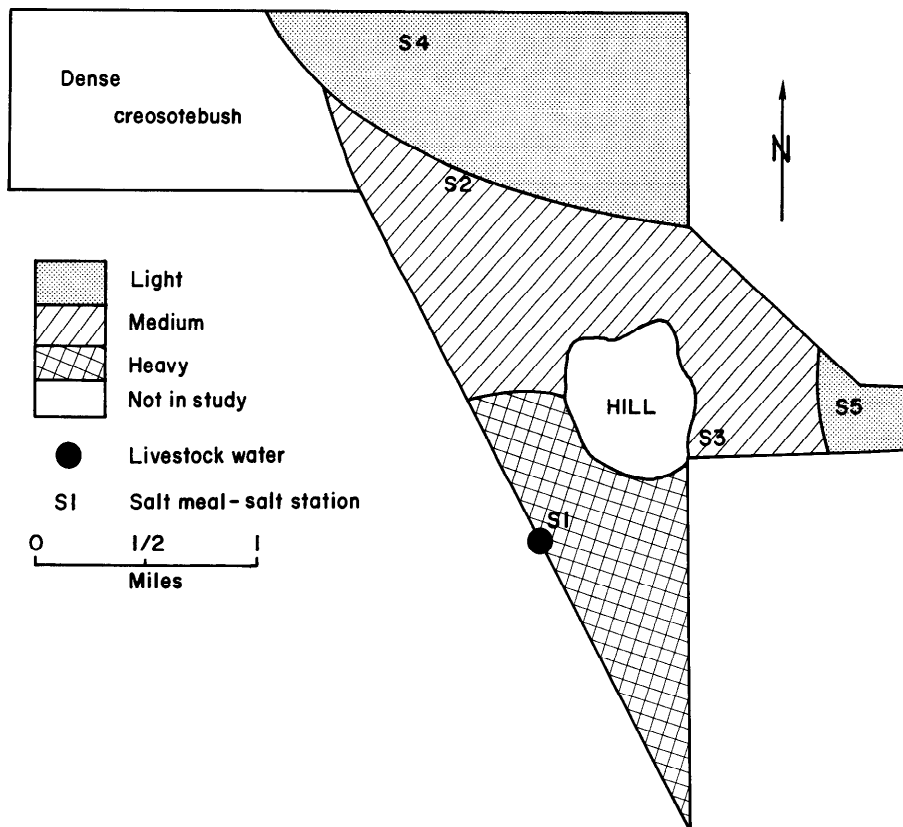 S4
Dense
creosotebush
N
S2
Light
Medium
Heavy
Not in study
HILL
S5
S3
Livestock water
S1 Salt meal-salt station
S1
0 1/2 1
Miles